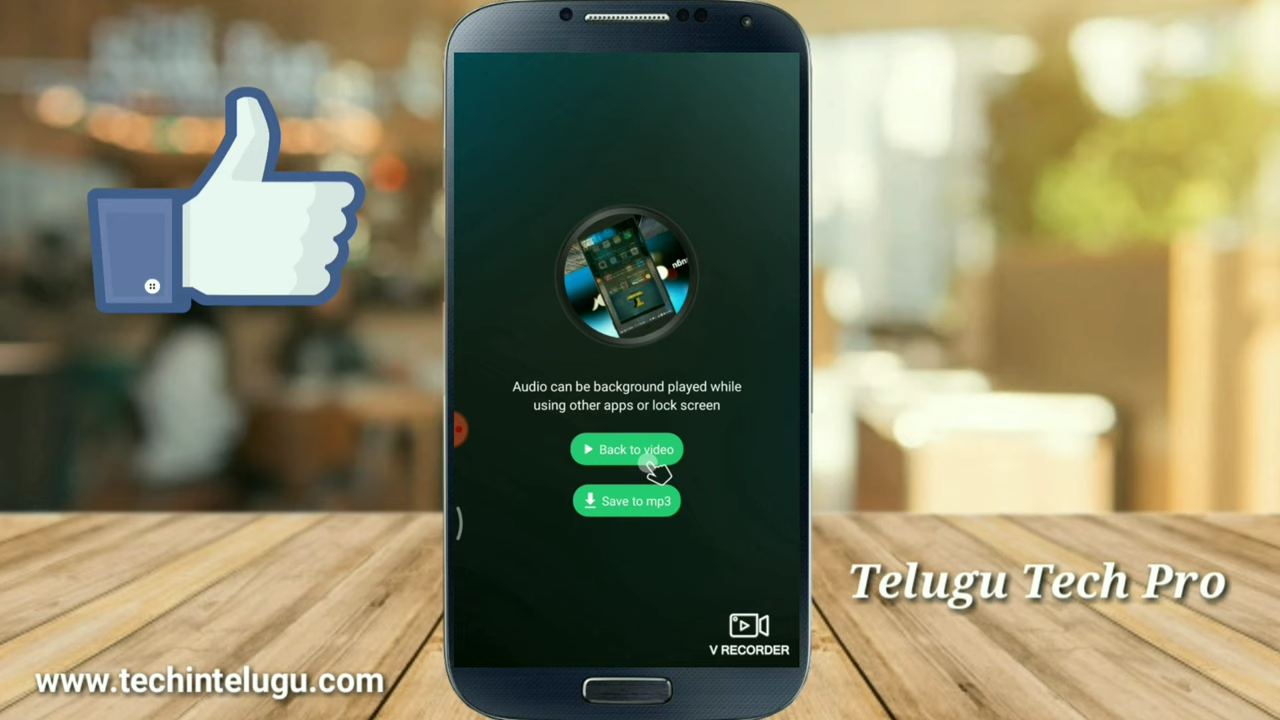 Audio can be background played while
using other apps or lock screen
Back to video
Save to mp3
V RECORDER
Telugu Tech Pro
www.techintelugu.com